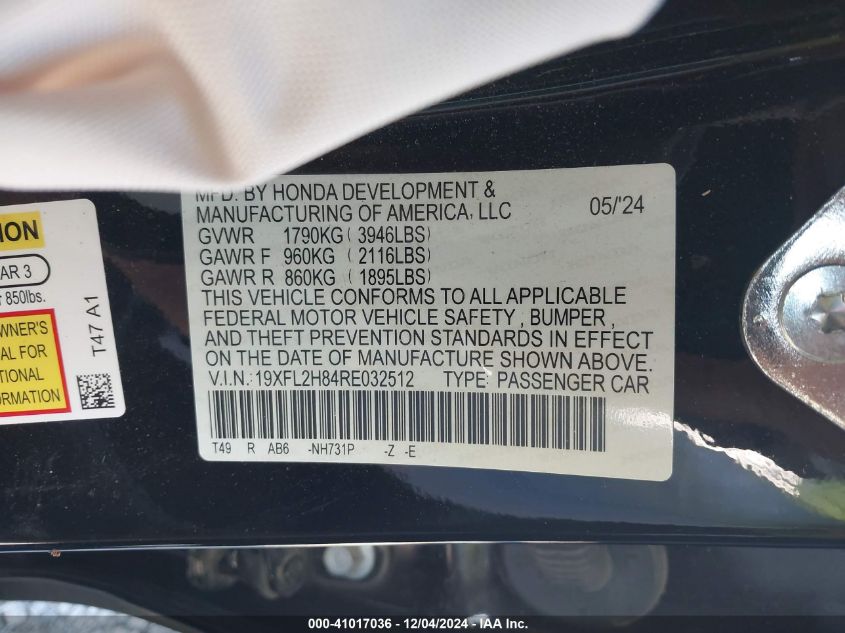 ION
AR 3
850lbs.
WNER'S
AL FOR
TIONAL
ORMATION
T47 A1
MFD. BY HONDA DEVELOPMENT &
MANUFACTURING OF AMERICA, LLC 05/'24
GVWR 1790KG ( 3946LBS)
GAWR F 960KG ( 2116LBS)
GAWR R 860KG ( 1895LBS)
THIS VEHICLE CONFORMS TO ALL APPLICABLE
FEDERAL MOTOR VEHICLE SAFETY , BUMPER ,
AND THEFT PREVENTION STANDARDS IN EFFECT
ON THE DATE OF MANUFACTURE SHOWN ABOVE.
V.I.N.: 19XFL2H84RE032512 TYPE: PASSENGER CAR
T49 R AB6 -NH731P -Z -E
000-41017036 - 12/04/2024 - IAA Inc.